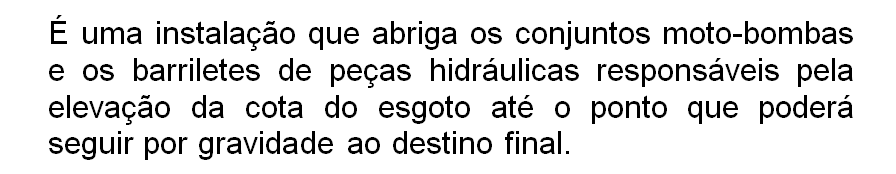 É uma instalação que abriga os conjuntos moto-bombas
e os barriletes de peças hidráulicas responsáveis pela
elevação da cota do esgoto até o ponto que poderá
seguir por gravidade ao destino final.